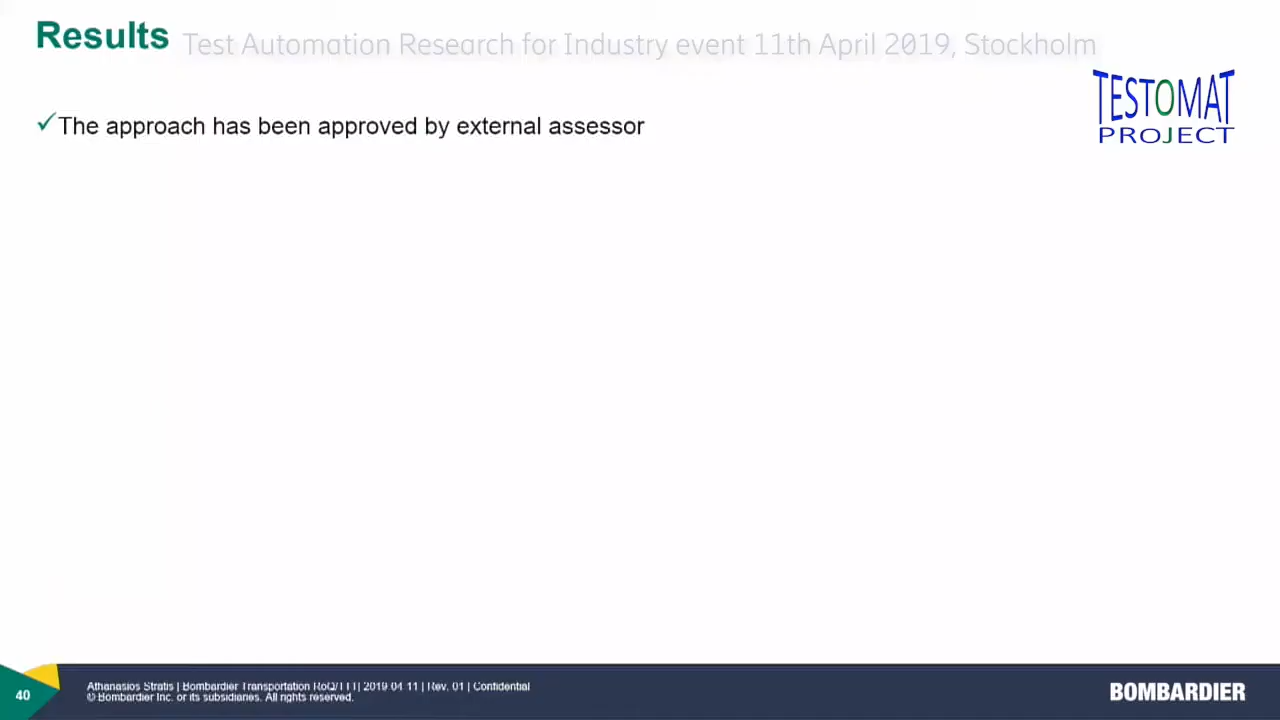 Results
Test Automation Research for Industry event 11th April 2019, Stockholm
TESTOMAT
PROJECT
✓The approach has been approved by external assessor
40
Athanasios Stratis | Bombardier Transportation | 2019 04 11 | Rev. 01 | Confidential
© Bombardier Inc. or its subsidiaries. All rights reserved.
BOMBARDIER